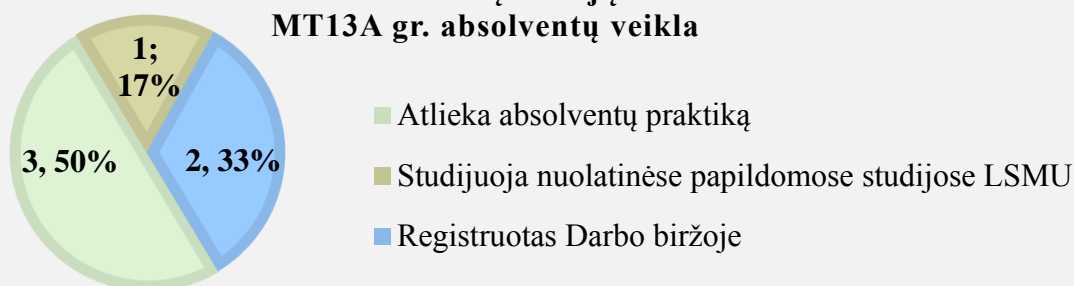 MT13A gr. absolventų veikla
1;
17%
3, 50%
2, 33%
Atlieka absolventų praktiką
Studijuoja nuolatinėse papildomose studijose LSMU
Registruotas Darbo biržoje